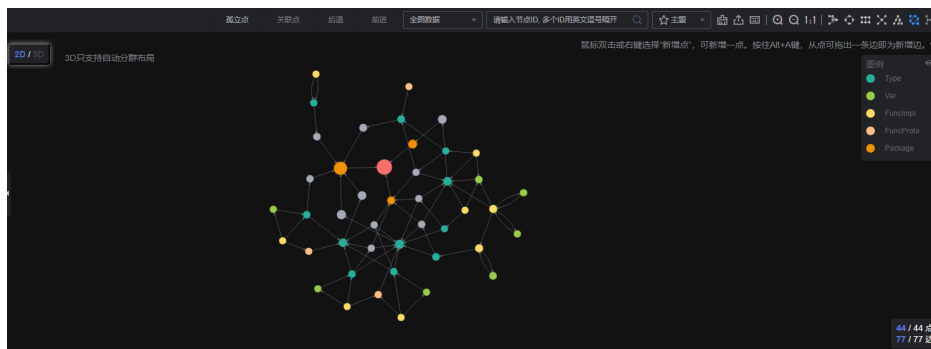 孤立点 关联点 后退 前进 全图数据 请输入节点ID, 多个ID用英文逗号隔开 主题 1:1
鼠标双击或右键选择"新增点", 可新增一点。按住Alt+A键, 从点可拖出一条边即为新增边。
2D / 3D 3D只支持自动分群布局
图例
Type
Var
FuncImpl
FuncProto
Package
44 / 44 点
77 / 77 边